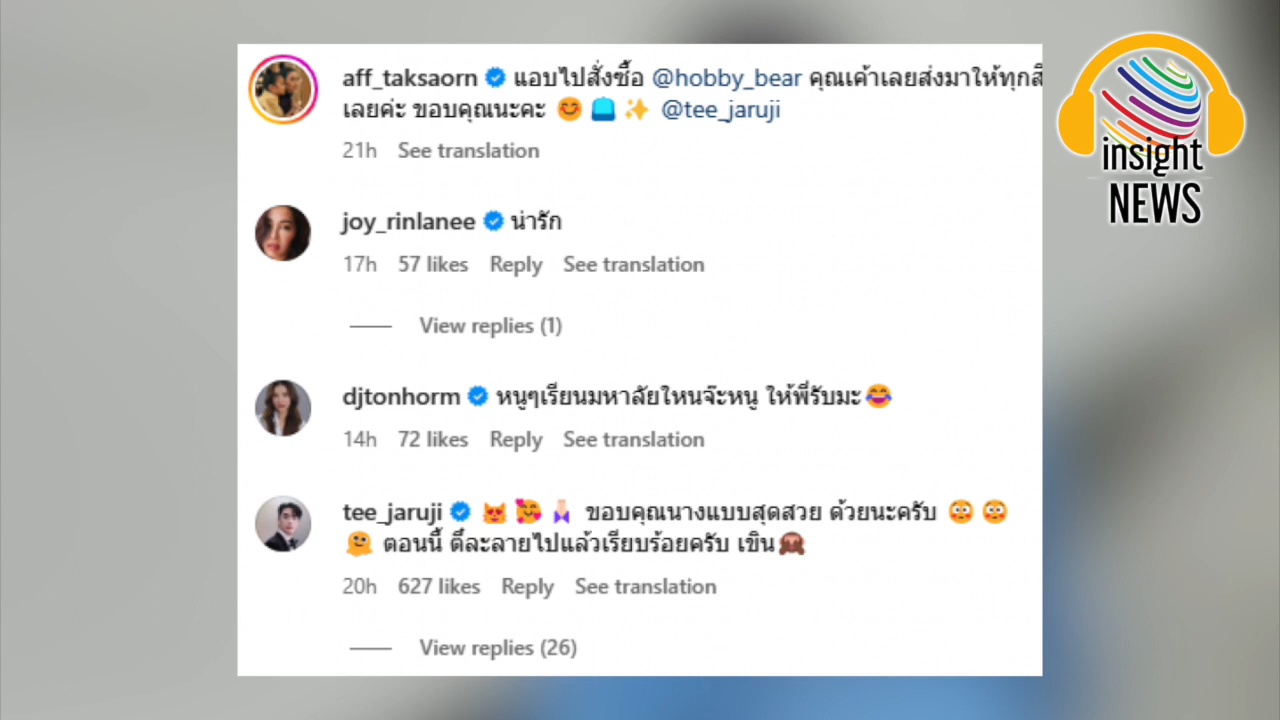 aff_taksaorn แอบไปสั่งซื้อ @hobby_bear คุณเค้าเลยส่งมาให้ทุกสี
เลยค่ะ ขอบคุณนะคะ 😊 👛 ✨ @tee_jaruji
21h See translation
joy_rinlanee น่ารัก
17h 57 likes Reply See translation
View replies (1)
djtonhorm หนูๆเรียนมหาลัยใหนจ๊ะหนู ให้พี่รับมะ😂
14h 72 likes Reply See translation
tee_jaruji 😻 🥰 🙏🏻 ขอบคุณนางแบบสุดสวย ด้วยนะครับ 😳 😳
🫠 ตอนนี้ ตี๋ละลายไปแล้วเรียบร้อยครับ เขิน🙈
20h 627 likes Reply See translation
View replies (26)
insight
NEWS